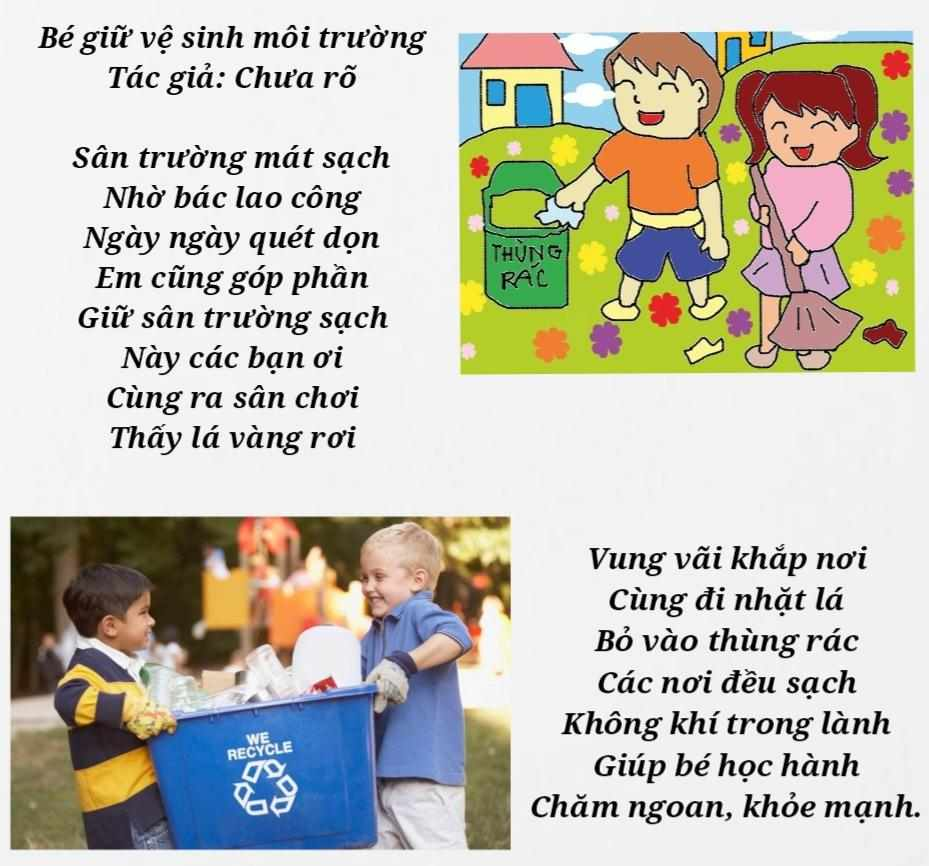 Bé giữ vệ sinh môi trường
Tác giả: Chưa rõ
Sân trường mát sạch
Nhờ bác lao công
Ngày ngày quét dọn
Em cũng góp phần
Giữ sân trường sạch
Này các bạn ơi
Cùng ra sân chơi
Thấy lá vàng rơi
THÙNG
RÁC
WE
RECYCLE
Vung vãi khắp nơi
Cùng đi nhặt lá
Bỏ vào thùng rác
Các nơi đều sạch
Không khí trong lành
Giúp bé học hành
Chăm ngoan, khỏe mạnh.